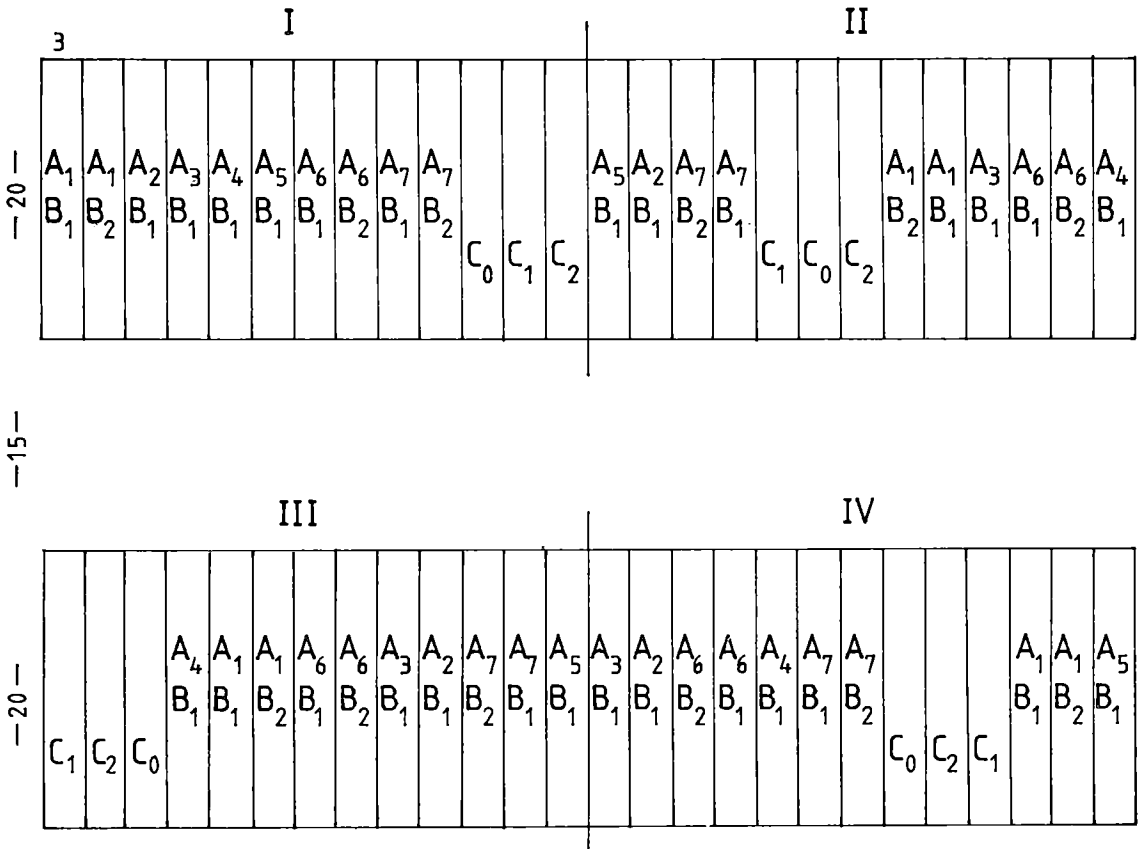 I II
3
— 20 —
A₁ A₁ A₂ A₃ A₄ A₅ A₆ A₆ A₇ A₇ A₅ A₂ A₇ A₇ A₁ A₁ A₃ A₆ A₆ A₄
B₁ B₂ B₁ B₁ B₁ B₁ B₁ B₂ B₁ B₂ B₁ B₁ B₂ B₁ B₂ B₁ B₁ B₁ B₂ B₁
C₀ C₁ C₂ C₁ C₀ C₂
— 15 —
III IV
— 20 —
A₄ A₁ A₁ A₆ A₆ A₃ A₂ A₇ A₇ A₅ A₃ A₂ A₆ A₆ A₄ A₇ A₇ A₁ A₁ A₅
B₁ B₁ B₂ B₁ B₂ B₁ B₁ B₂ B₁ B₁ B₁ B₁ B₂ B₁ B₁ B₁ B₂ B₁ B₂ B₁
C₁ C₂ C₀ C₀ C₂ C₁